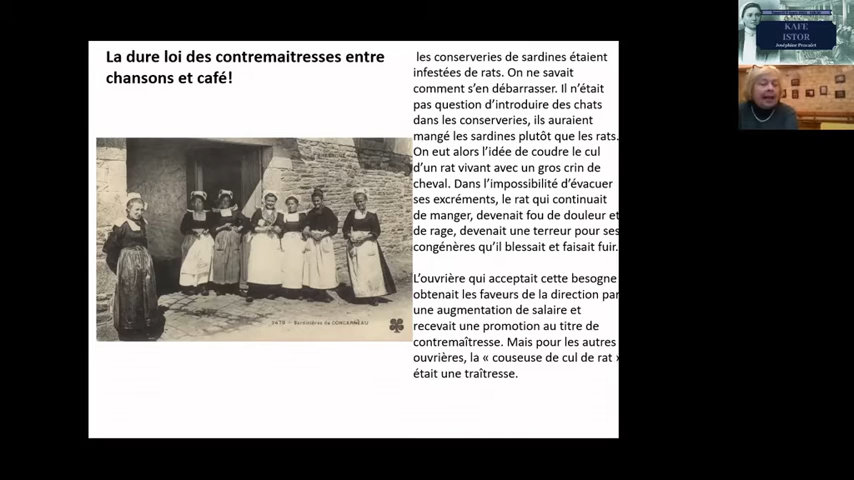 La dure loi des contremaitresses entre
chansons et café!
les conserveries de sardines étaient
infestées de rats. On ne savait
comment s’en débarrasser. Il n’était
pas question d’introduire des chats
dans les conserveries, ils auraient
mangé les sardines plutôt que les rats.
On eut alors l’idée de coudre le cul
d’un rat vivant avec un gros crin de
cheval. Dans l’impossibilité d’évacuer
ses excréments, le rat qui continuait
de manger, devenait fou de douleur et
de rage, devenait une terreur pour ses
congénères qu’il blessait et faisait fuir.
L’ouvrière qui acceptait cette besogne
obtenait les faveurs de la direction par
une augmentation de salaire et
recevait une promotion au titre de
contremaîtresse. Mais pour les autres
ouvrières, la « couseuse de cul de rat »
était une traîtresse.
Sardinières de CONCARNEAU
KAFE
ISTOR
Joséphine Pencalet